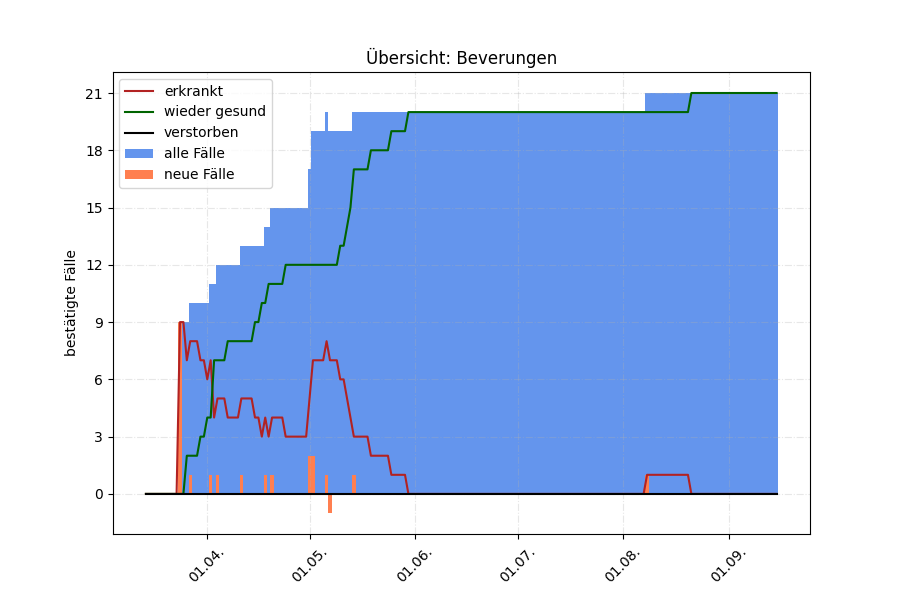 Übersicht: Beverungen
bestätigte Fälle
21
18
15
12
9
6
3
0
erkrankt
wieder gesund
verstorben
alle Fälle
neue Fälle
01.04.
01.05.
01.06.
01.07.
01.08.
01.09.